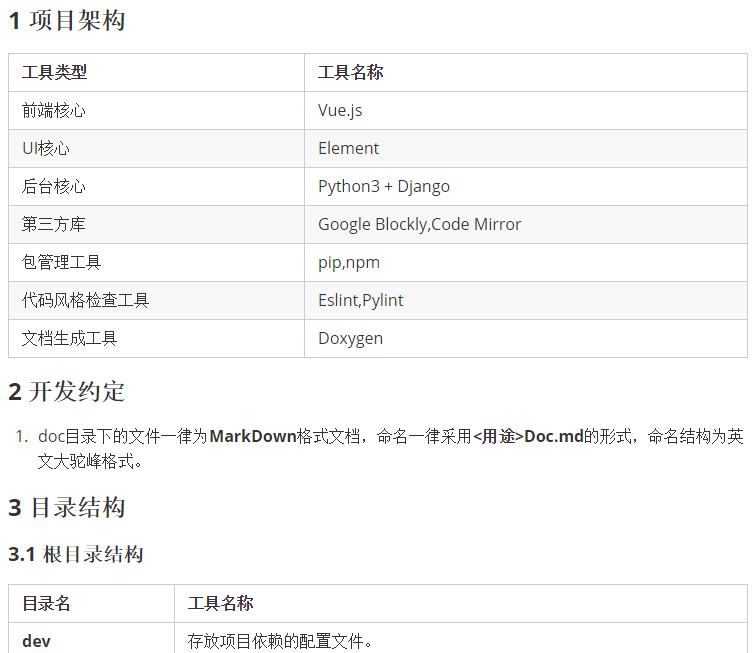 1 项目架构
工具类型 工具名称
前端核心 Vue.js
UI核心 Element
后台核心 Python3 + Django
第三方库 Google Blockly,Code Mirror
包管理工具 pip,npm
代码风格检查工具 Eslint,Pylint
文档生成工具 Doxygen
2 开发约定
1. doc目录下的文件一律为MarkDown格式文档，命名一律采用<用途>Doc.md的形式，命名结构为英
文大驼峰格式。
3 目录结构
3.1 根目录结构
目录名 工具名称
dev 存放项目依赖的配置文件。